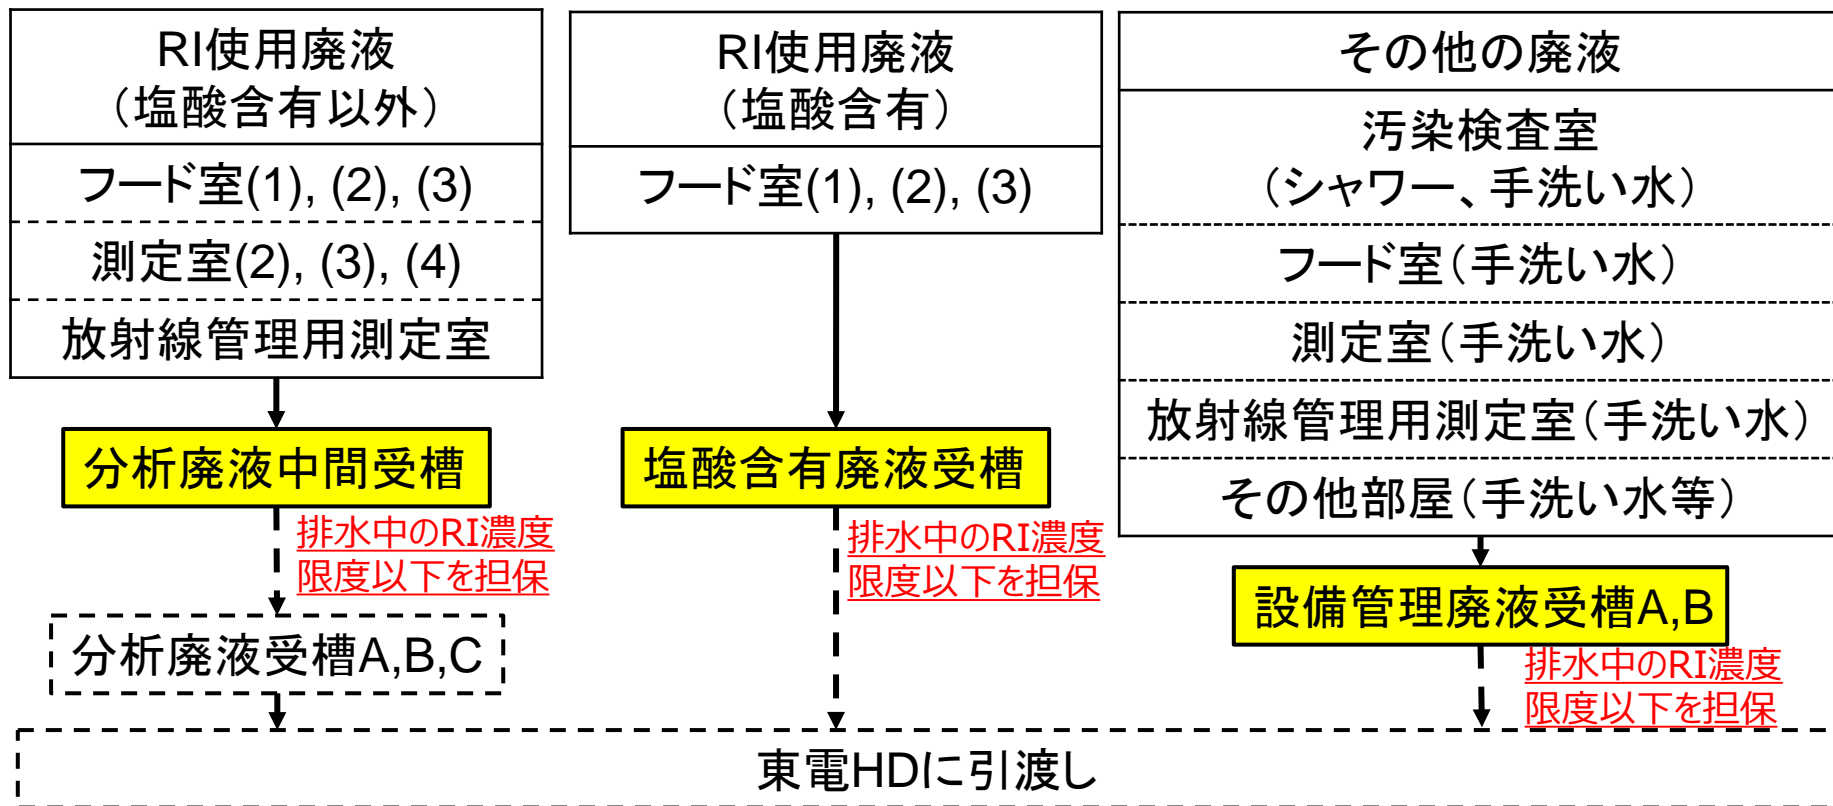 RI使用廃液
（塩酸含有以外）
フード室(1), (2), (3)
測定室(2), (3), (4)
放射線管理用測定室
分析廃液中間受槽
排水中のRI濃度
限度以下を担保
分析廃液受槽A,B,C
RI使用廃液
（塩酸含有）
フード室(1), (2), (3)
塩酸含有廃液受槽
排水中のRI濃度
限度以下を担保
その他の廃液
汚染検査室
（シャワー、手洗い水）
フード室（手洗い水）
測定室（手洗い水）
放射線管理用測定室（手洗い水）
その他部屋（手洗い水等）
設備管理廃液受槽A,B
排水中のRI濃度
限度以下を担保
東電HDに引渡し